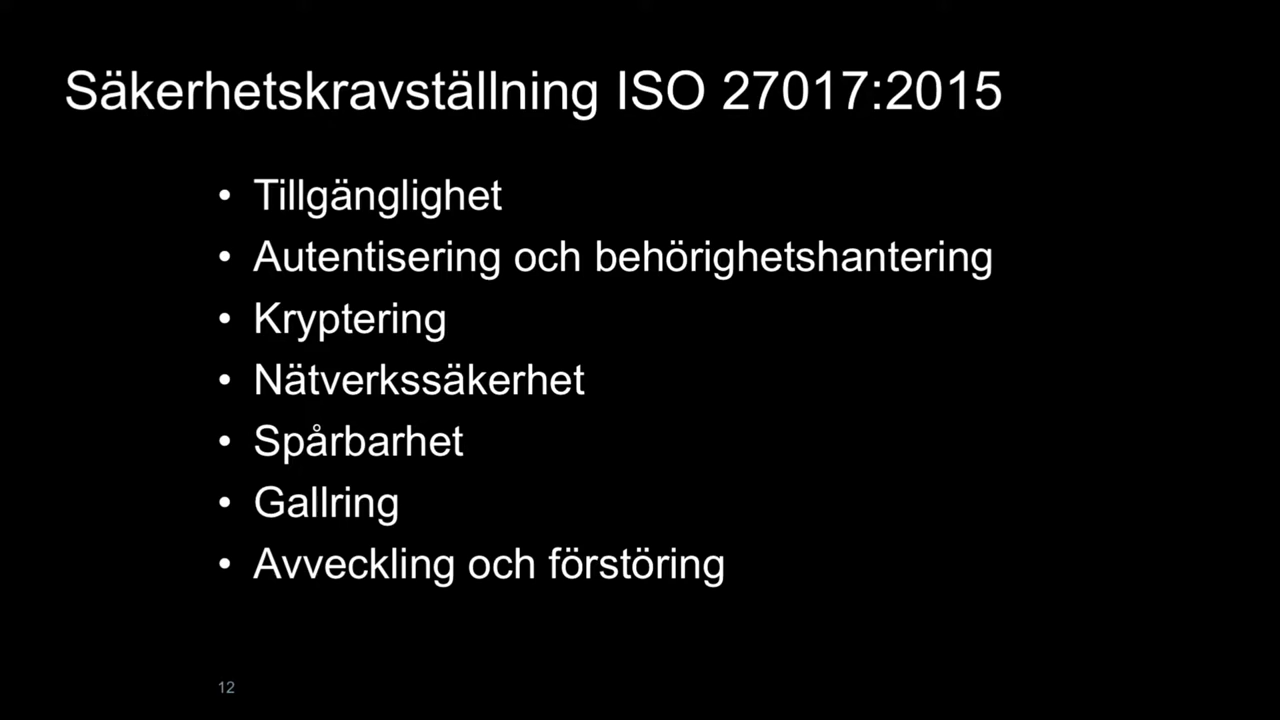 Säkerhetskravställning ISO 27017:2015
• Tillgänglighet
• Autentisering och behörighetshantering
• Kryptering
• Nätverkssäkerhet
• Spårbarhet
• Gallring
• Avveckling och förstöring
12